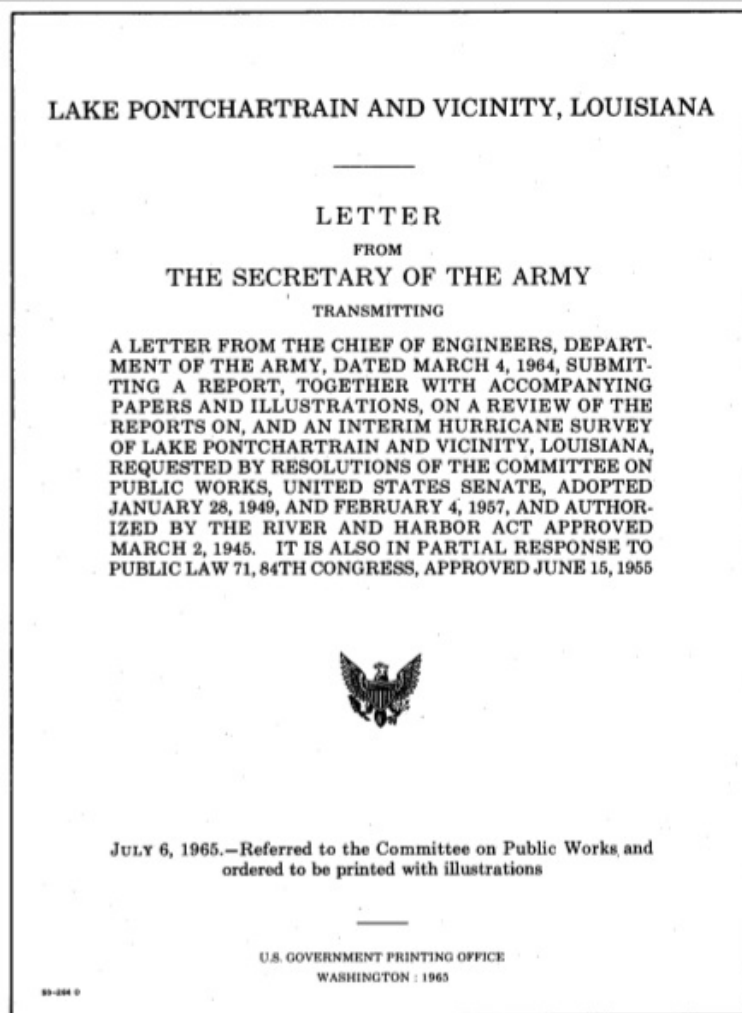 LAKE PONTCHARTRAIN AND VICINITY, LOUISIANA
LETTER
FROM
THE SECRETARY OF THE ARMY
TRANSMITTING
A LETTER FROM THE CHIEF OF ENGINEERS, DEPART-
MENT OF THE ARMY, DATED MARCH 4, 1964, SUBMIT-
TING A REPORT, TOGETHER WITH ACCOMPANYING
PAPERS AND ILLUSTRATIONS, ON A REVIEW OF THE
REPORTS ON, AND AN INTERIM HURRICANE SURVEY
OF LAKE PONTCHARTRAIN AND VICINITY, LOUISIANA,
REQUESTED BY RESOLUTIONS OF THE COMMITTEE ON
PUBLIC WORKS, UNITED STATES SENATE, ADOPTED
JANUARY 28, 1949, AND FEBRUARY 4, 1957, AND AUTHOR-
IZED BY THE RIVER AND HARBOR ACT APPROVED
MARCH 2, 1945. IT IS ALSO IN PARTIAL RESPONSE TO
PUBLIC LAW 71, 84TH CONGRESS, APPROVED JUNE 15, 1955
JULY 6, 1965.—Referred to the Committee on Public Works and
ordered to be printed with illustrations
U.S. GOVERNMENT PRINTING OFFICE
WASHINGTON : 1965